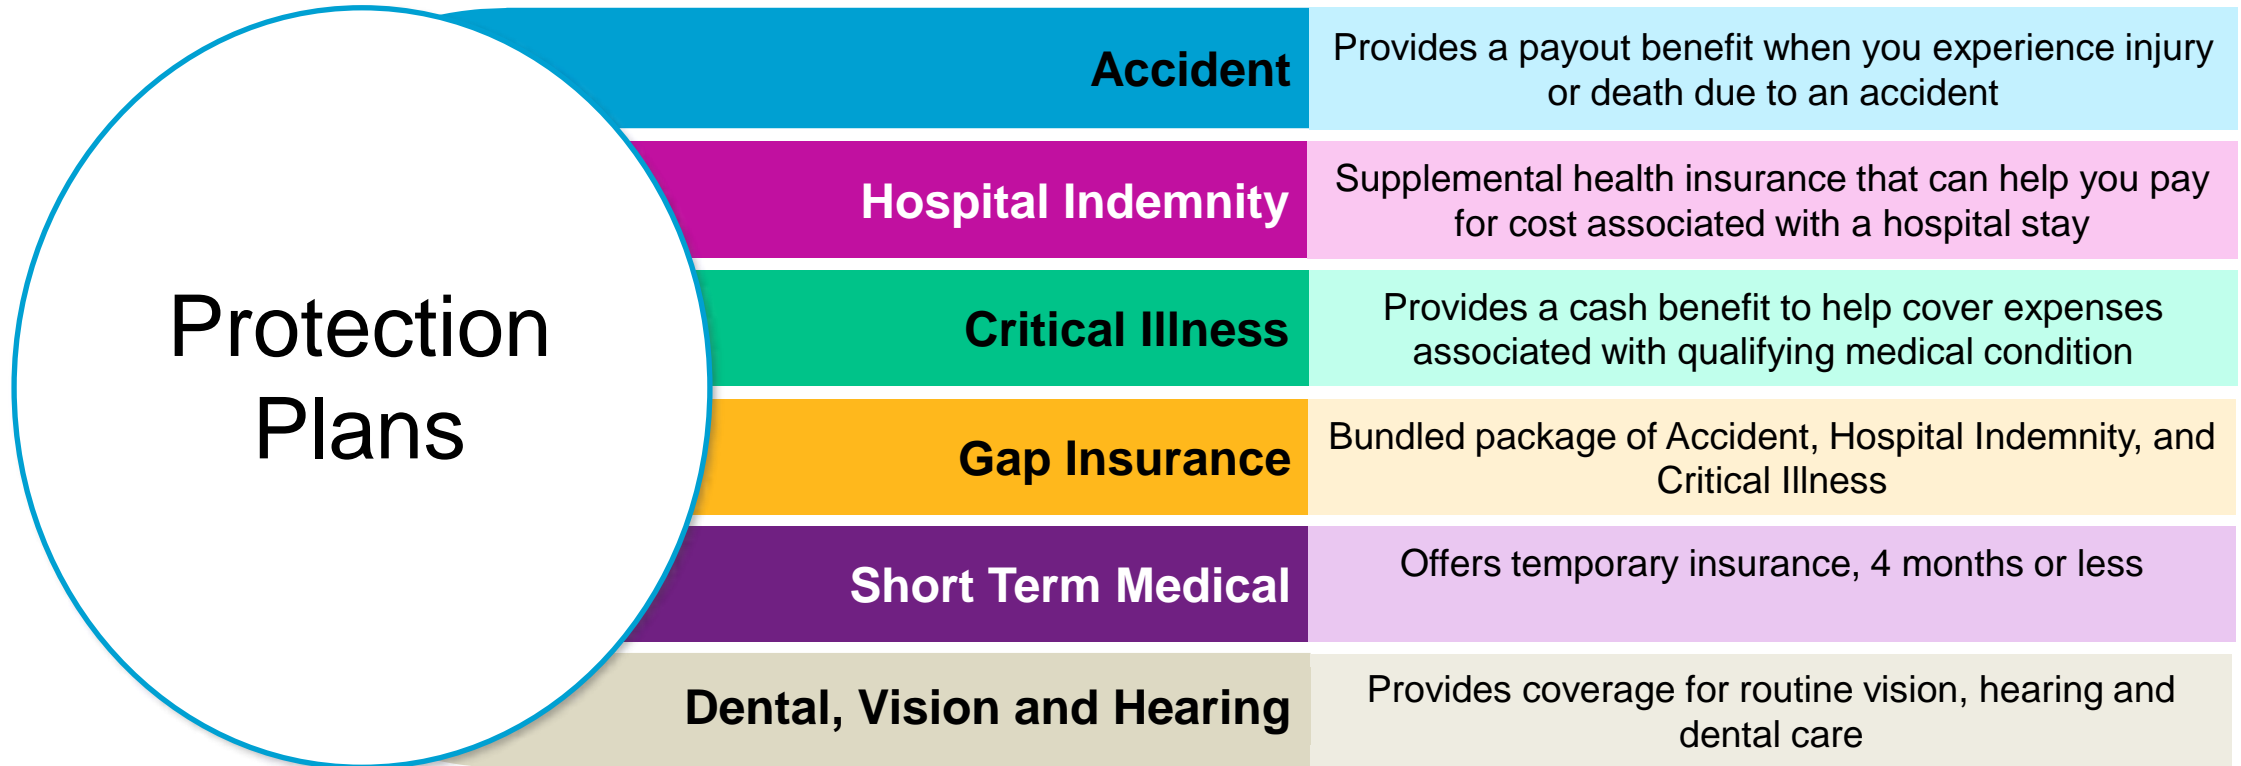 Protection
Plans
Accident
Provides a payout benefit when you experience injury
or death due to an accident
Hospital Indemnity
Supplemental health insurance that can help you pay
for cost associated with a hospital stay
Critical Illness
Provides a cash benefit to help cover expenses
associated with qualifying medical condition
Gap Insurance
Bundled package of Accident, Hospital Indemnity, and
Critical Illness
Short Term Medical
Offers temporary insurance, 4 months or less
Dental, Vision and Hearing
Provides coverage for routine vision, hearing and
dental care